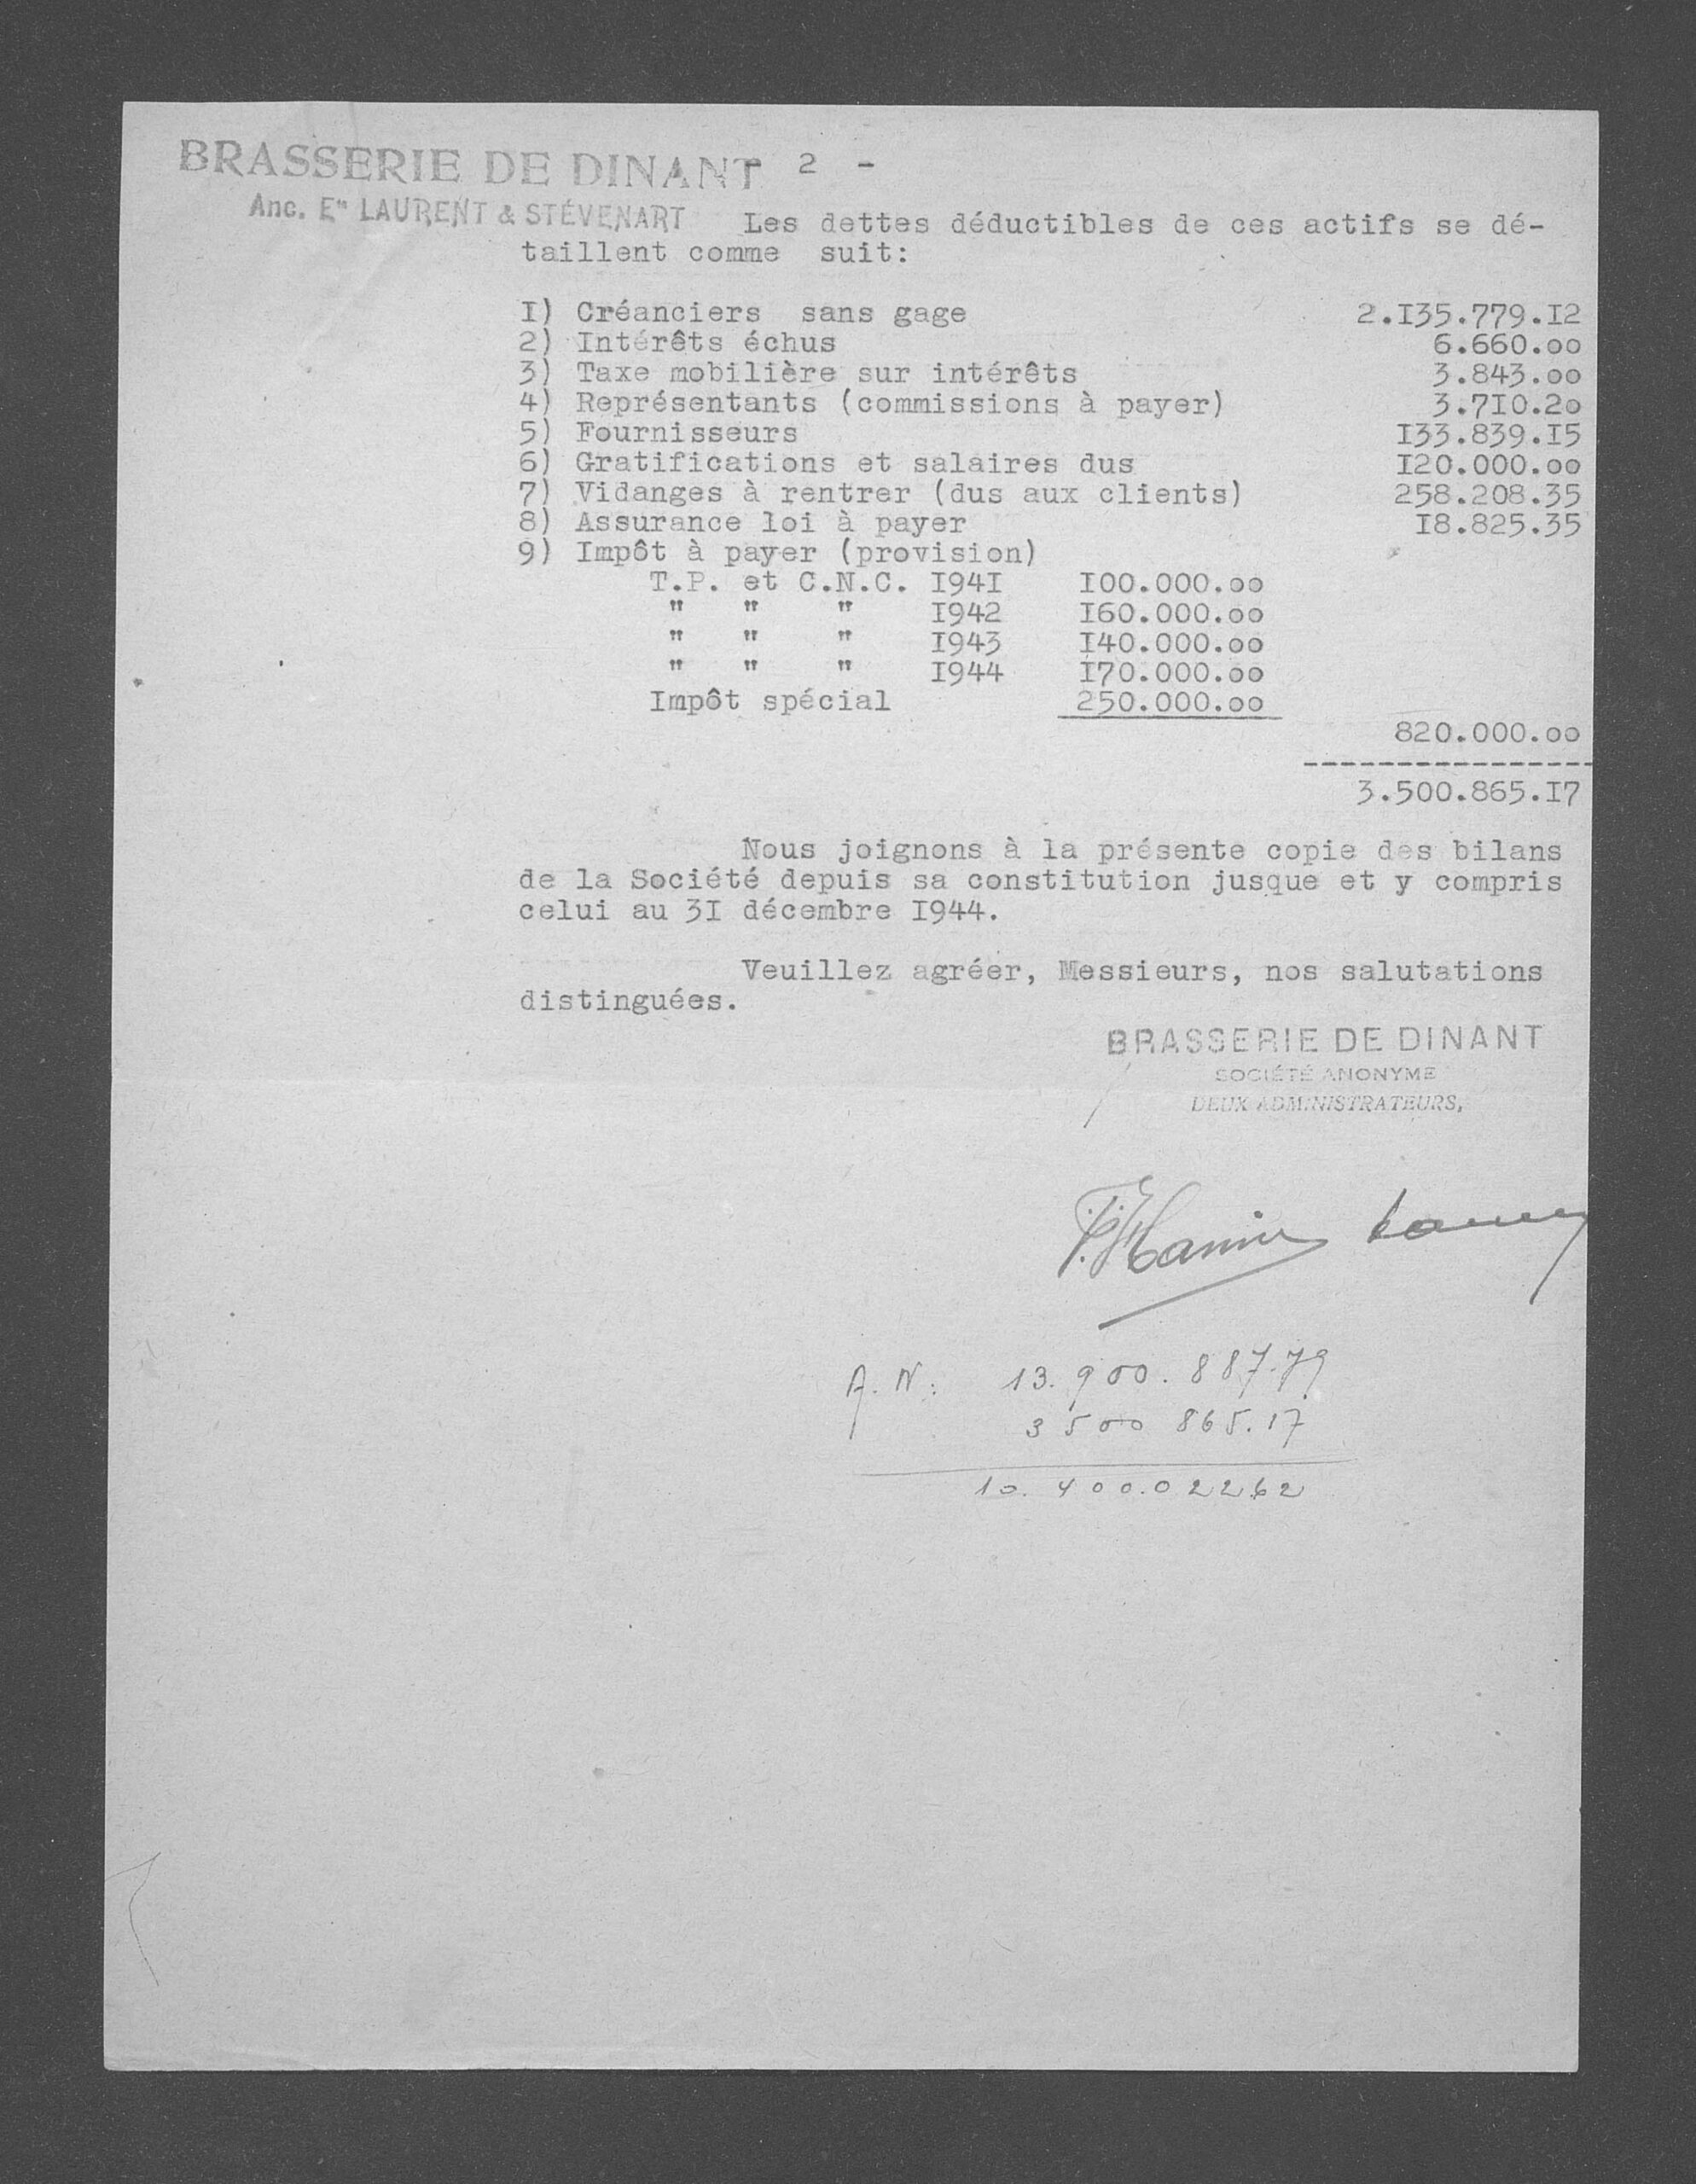 BRASSERIE DE DINANT 2 -
Anc. Ets LAURENT & STÉVENART
Les dettes déductibles de ces actifs se dé-
taillent comme suit:
I) Créanciers sans gage 2.I35.779.I2
2) Intérêts échus 6.660.oo
3) Taxe mobilière sur intérêts 3.843.oo
4) Représentants (commissions à payer) 3.7I0.2o
5) Fournisseurs I33.839.I5
6) Gratifications et salaires dus I20.000.oo
7) Vidanges à rentrer (dus aux clients) 258.208.35
8) Assurance loi à payer I8.825.35
9) Impôt à payer (provision)
T.P. et C.N.C. I94I I00.000.oo
" " " I942 I60.000.oo
" " " I943 I40.000.oo
" " " I944 I70.000.oo
Impôt spécial 250.000.oo
820.000.oo
3.500.865.I7
Nous joignons à la présente copie des bilans
de la Société depuis sa constitution jusque et y compris
celui au 3I décembre I944.
Veuillez agréer, Messieurs, nos salutations
distinguées.
BRASSERIE DE DINANT
SOCIÉTÉ ANONYME
DEUX ADMINISTRATEURS,
A. N: 13.900.887.79
3 500 865.17
10.400.02262